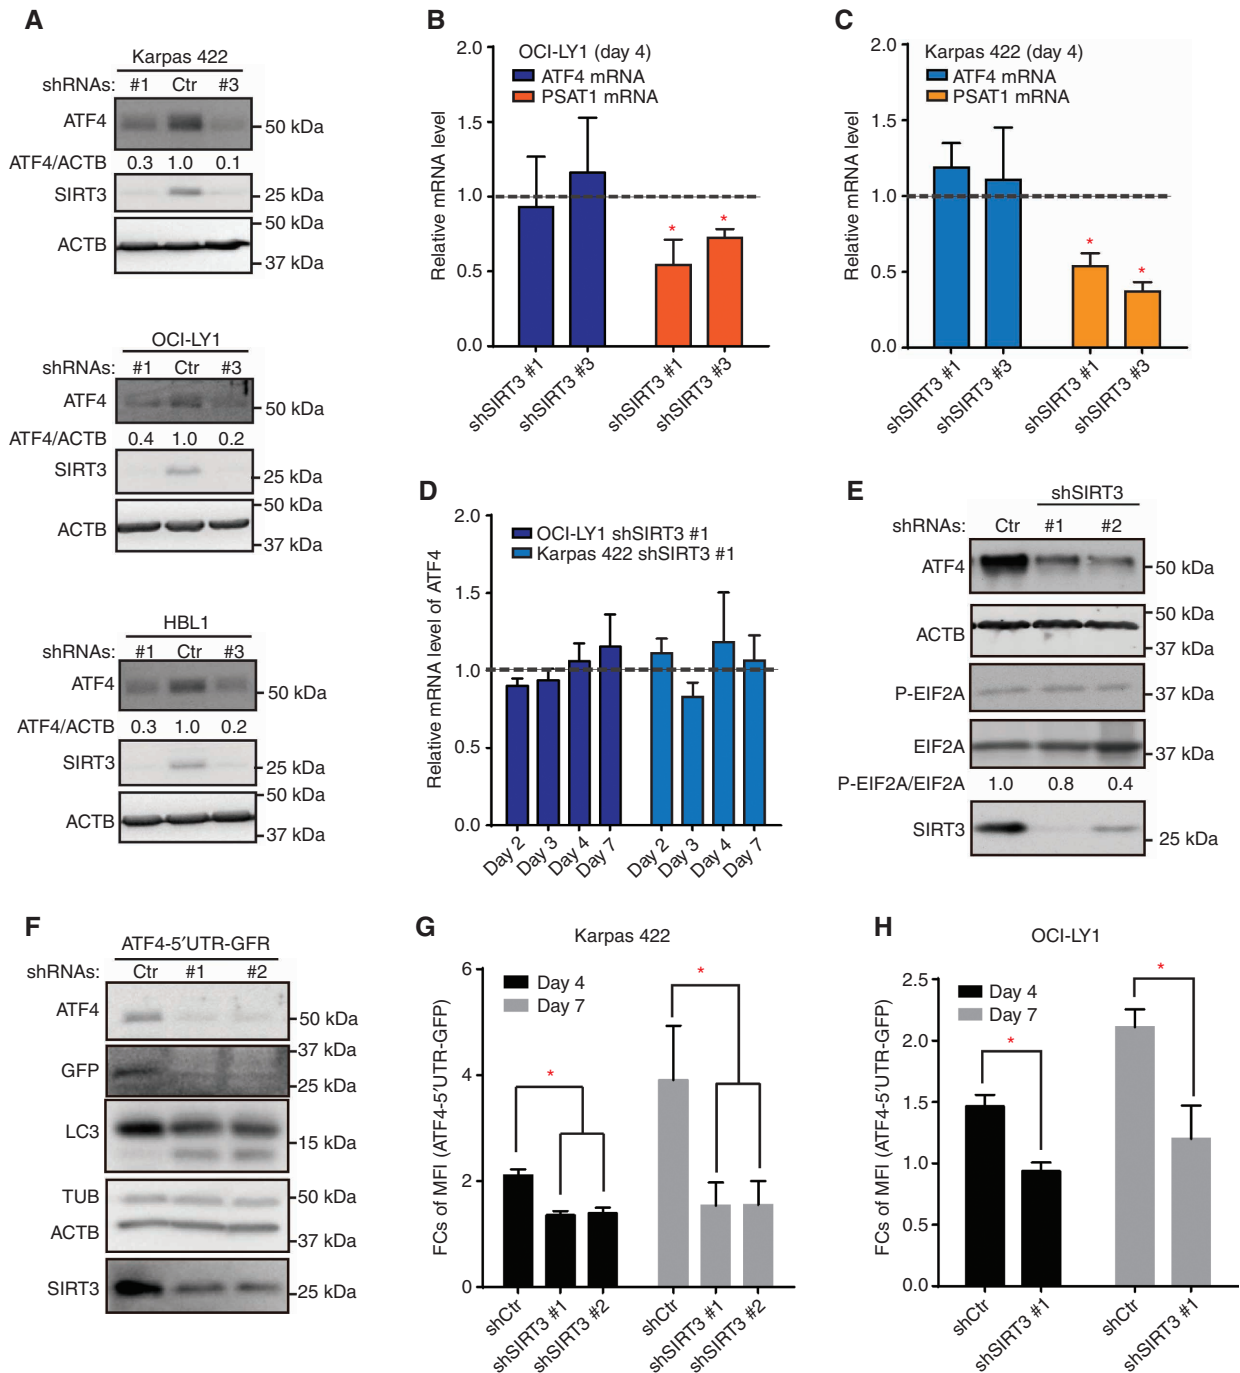 A
Karpas 422
shRNAs: #1 Ctr #3
ATF4
50 kDa
ATF4/ACTB 0.3 1.0 0.1
SIRT3
25 kDa
50 kDa
ACTB
37 kDa
OCI-LY1
shRNAs: #1 Ctr #3
ATF4
50 kDa
ATF4/ACTB 0.4 1.0 0.2
SIRT3
25 kDa
50 kDa
ACTB
37 kDa
HBL1
shRNAs: #1 Ctr #3
ATF4
50 kDa
ATF4/ACTB 0.3 1.0 0.2
SIRT3
25 kDa
50 kDa
ACTB
37 kDa
B
OCI-LY1 (day 4)
ATF4 mRNA
PSAT1 mRNA
Relative mRNA level
2.0
1.5
1.0
0.5
0.0
* *
shSIRT3 #1
shSIRT3 #3
shSIRT3 #1
shSIRT3 #3
C
Karpas 422 (day 4)
ATF4 mRNA
PSAT1 mRNA
Relative mRNA level
2.0
1.5
1.0
0.5
0.0
* *
shSIRT3 #1
shSIRT3 #3
shSIRT3 #1
shSIRT3 #3
D
OCI-LY1 shSIRT3 #1
Karpas 422 shSIRT3 #1
Relative mRNA level of ATF4
2.0
1.5
1.0
0.5
0.0
Day 2
Day 3
Day 4
Day 7
Day 2
Day 3
Day 4
Day 7
E
shSIRT3
shRNAs: Ctr #1 #2
ATF4
50 kDa
50 kDa
ACTB
37 kDa
P-EIF2A
37 kDa
EIF2A
37 kDa
P-EIF2A/EIF2A 1.0 0.8 0.4
SIRT3
25 kDa
F
ATF4-5′UTR-GFR
shRNAs: Ctr #1 #2
ATF4
50 kDa
37 kDa
GFP
25 kDa
LC3
15 kDa
TUB
50 kDa
ACTB
37 kDa
SIRT3
25 kDa
G
Karpas 422
Day 4
Day 7
FCs of MFI (ATF4-5′UTR-GFP)
6
4
2
0
* *
shCtr
shSIRT3 #1
shSIRT3 #2
shCtr
shSIRT3 #1
shSIRT3 #2
H
OCI-LY1
Day 4
Day 7
FCs of MFI (ATF4-5′UTR-GFP)
2.5
2.0
1.5
1.0
0.5
0.0
* *
shCtr
shSIRT3 #1
shCtr
shSIRT3 #1